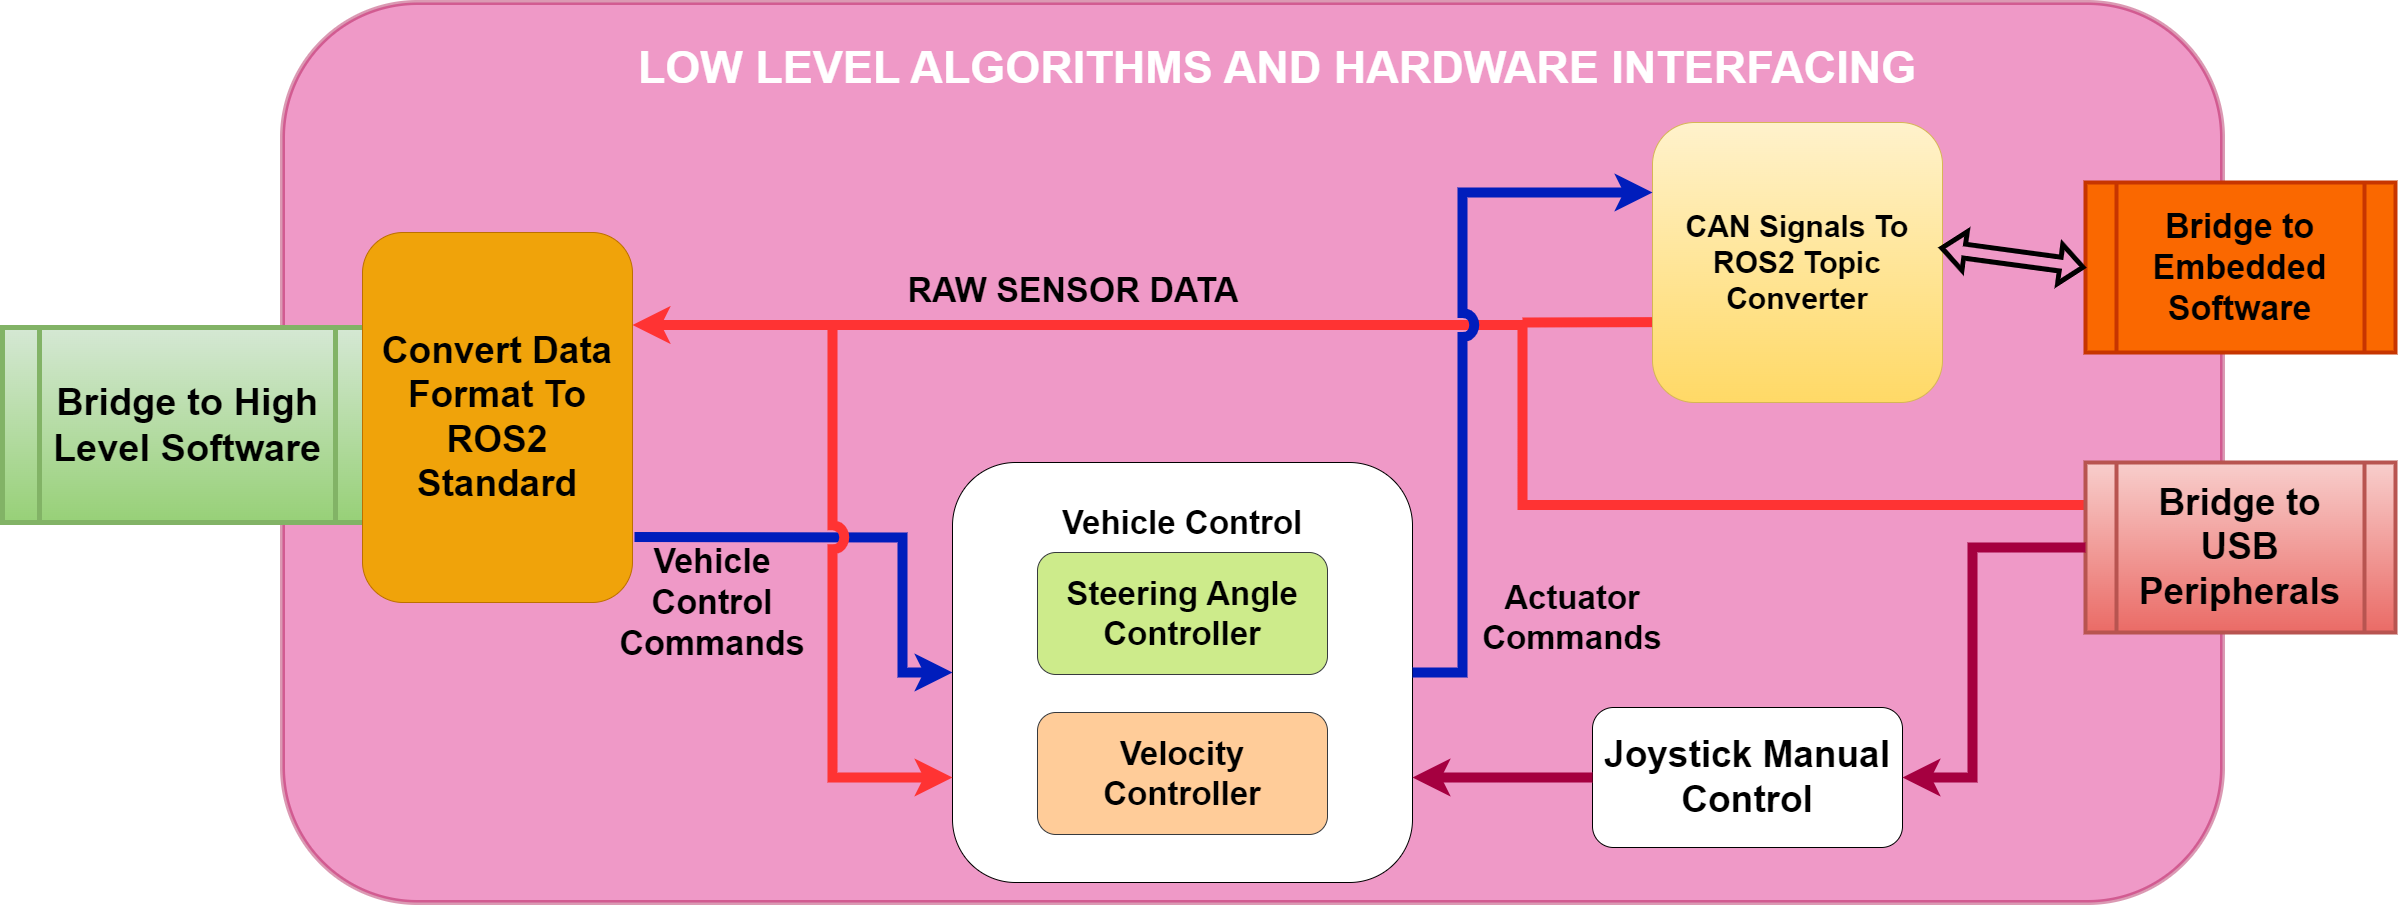 LOW LEVEL ALGORITHMS AND HARDWARE INTERFACING
CAN Signals To
ROS2 Topic
Converter
Bridge to
Embedded
Software
RAW SENSOR DATA
Convert Data
Format To
ROS2
Standard
Bridge to High
Level Software
Vehicle
Control
Commands
Vehicle Control
Steering Angle
Controller
Velocity
Controller
Actuator
Commands
Bridge to
USB
Peripherals
Joystick Manual
Control